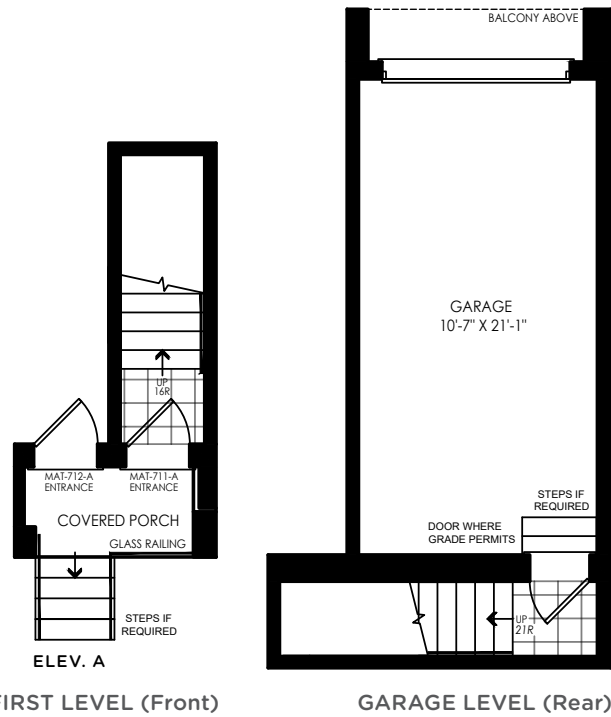 BALCONY ABOVE
GARAGE
10'-7" X 21'-1"
UP
16R
MAT-712-A
ENTRANCE
MAT-711-A
ENTRANCE
COVERED PORCH
GLASS RAILING
STEPS IF
REQUIRED
DOOR WHERE
GRADE PERMITS
STEPS IF
REQUIRED
UP
21R
ELEV. A
FIRST LEVEL (Front)
GARAGE LEVEL (Rear)